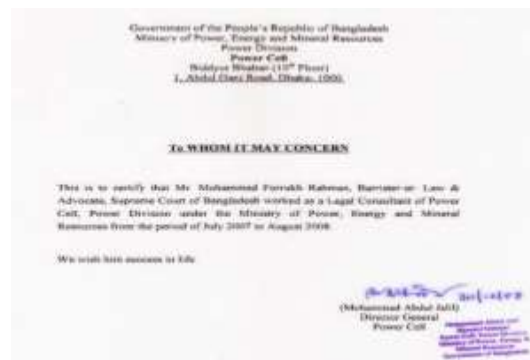 Government of the People's Republic of Bangladesh
Ministry of Power, Energy and Mineral Resources
Power Division
Power Cell
Biddyut Bhaban (10th Floor)
1, Abdul Gani Road, Dhaka- 1000
To WHOM IT MAY CONCERN
This is to certify that Mr. Mohammad Forrukh Rahman, Barrister-at- Law &
Advocate, Supreme Court of Bangladesh worked as a Legal Consultant of Power
Cell, Power Division under the Ministry of Power, Energy and Mineral
Resources from the period of July 2007 to August 2008.
We wish him success in life
(Mohammad Abdul Jalil)
Director General
Power Cell